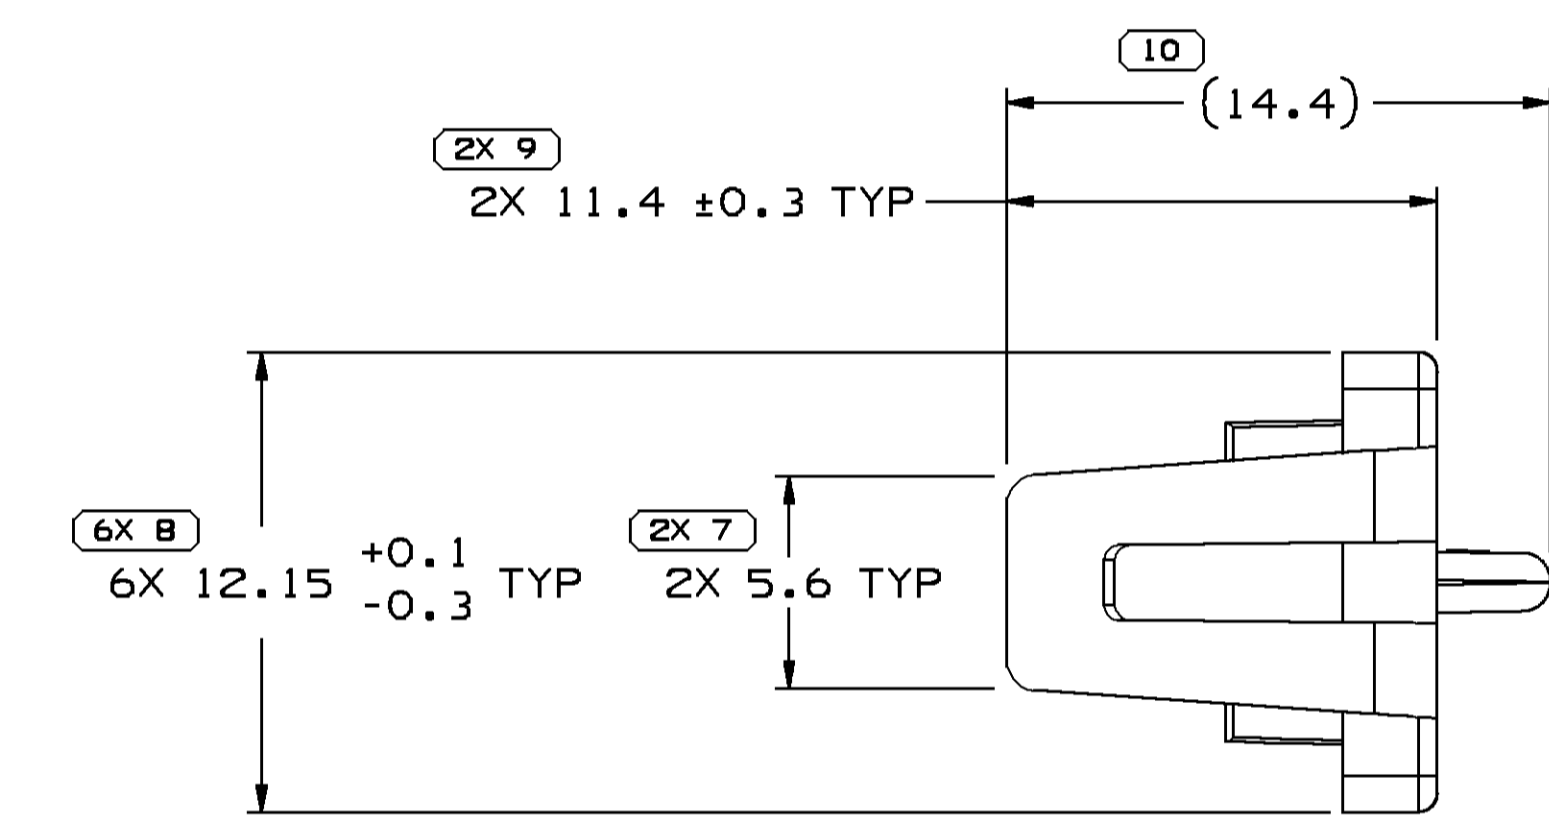 10
(14.4)
2X 9
2X 11.4 ±0.3 TYP
6X 8
6X 12.15 +0.1 -0.3 TYP
2X 7
2X 5.6 TYP